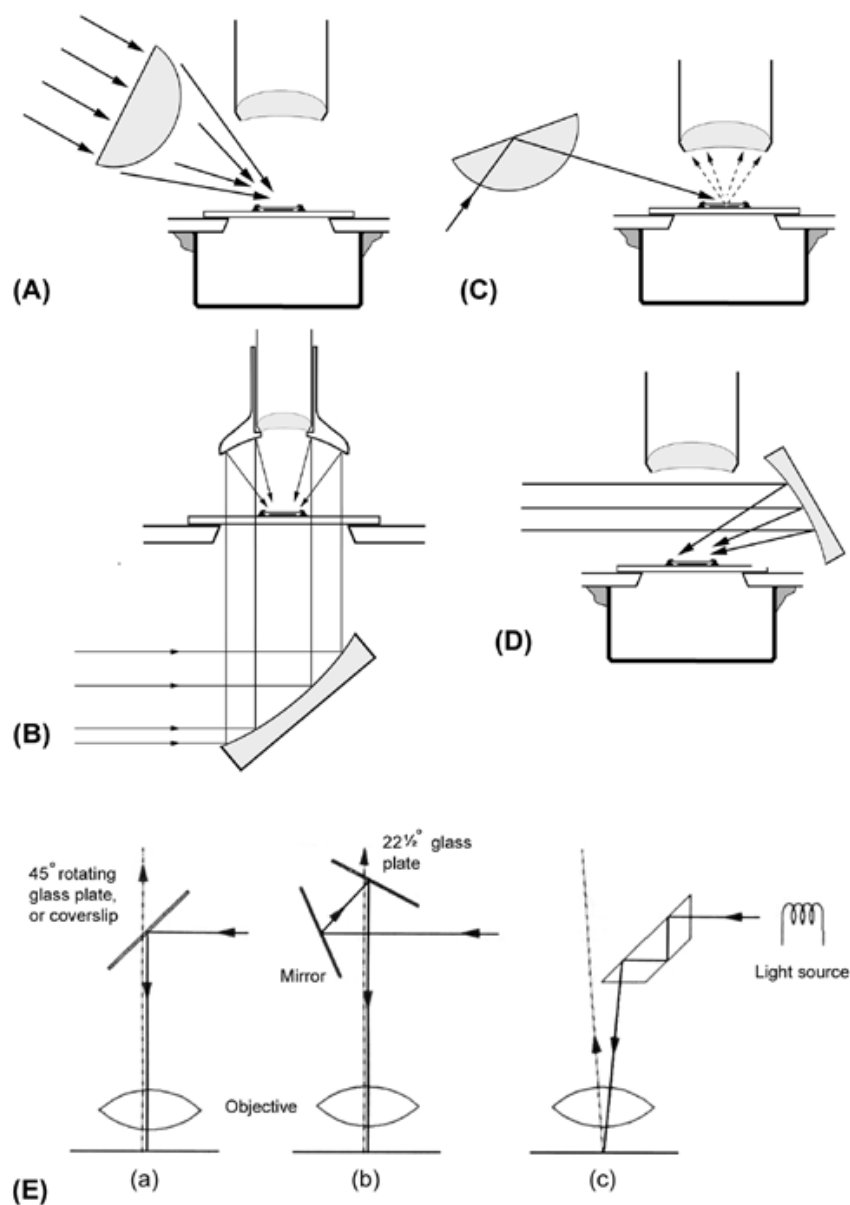 (A)
(C)
(B)
(D)
45° rotating
glass plate,
or coverslip
22½° glass
plate
Mirror
Light source
Objective
(E)
(a)
(b)
(c)